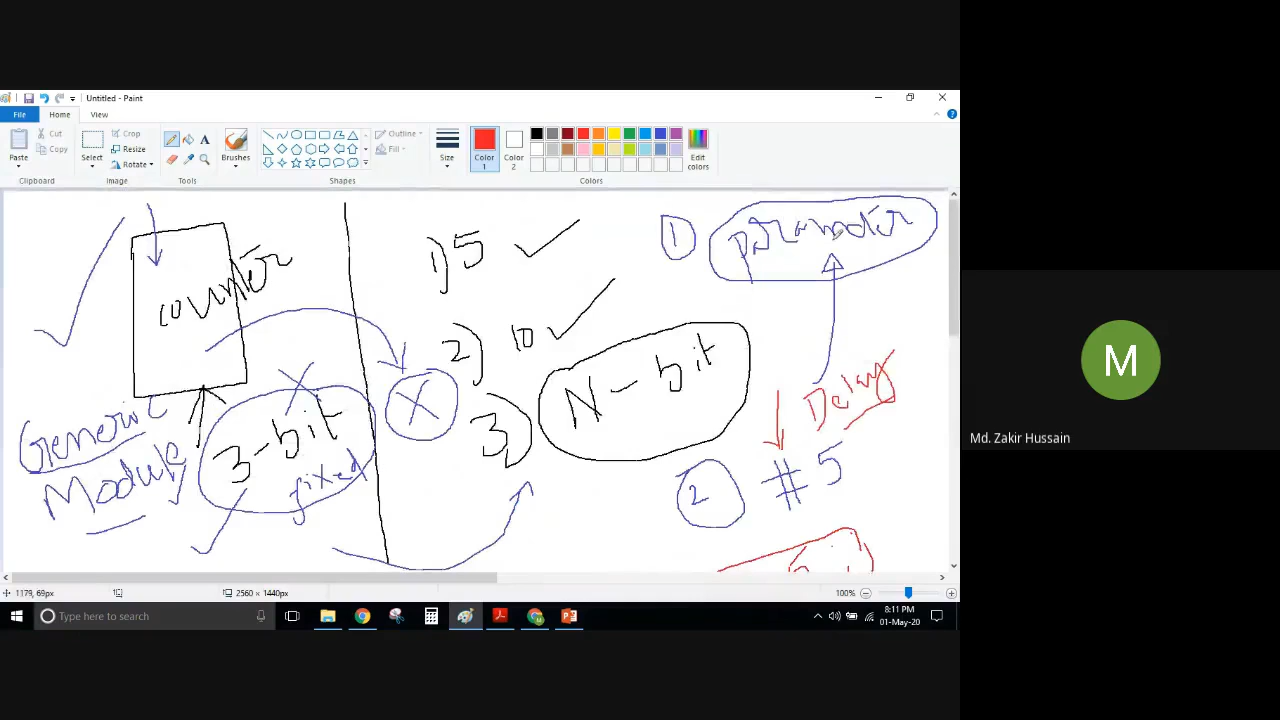 Untitled - Paint
File
Home
View
Paste
Cut
Copy
Clipboard
Select
Crop
Resize
Rotate
Image
A
Tools
Brushes
Outline
Fill
Shapes
Size
Color 1
Color 2
Edit colors
Colors
counter
Generic
Module
3-bit
fixed
X
1) 5
2) 10
3) N-bit
1 parameter
Delay
2 # 5
1179, 69px
2560 × 1440px
100%
Type here to search
8:11 PM
01-May-20
M
Md. Zakir Hussain